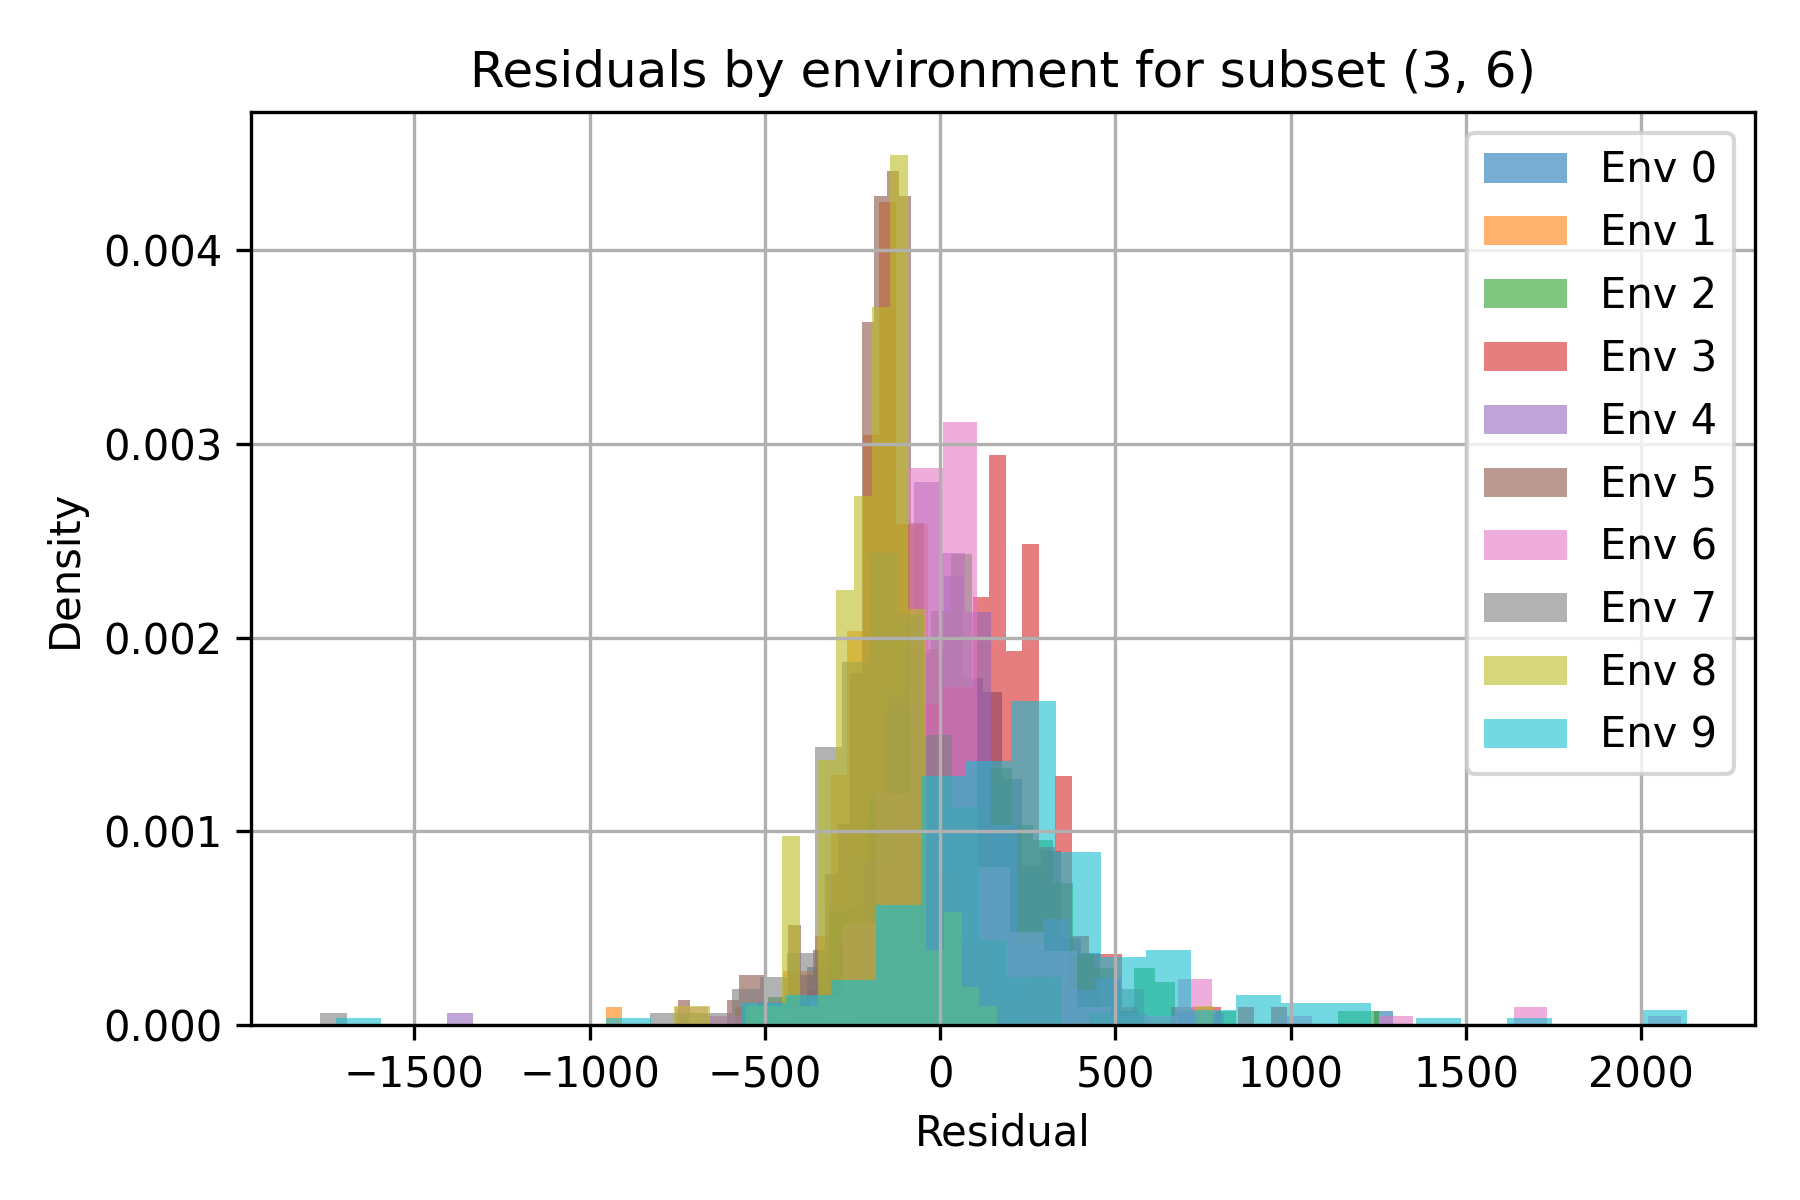 Residuals by environment for subset (3, 6)
Density
0.004
0.003
0.002
0.001
0.000
−1500
−1000
−500
0
500
1000
1500
2000
Residual
Env 0
Env 1
Env 2
Env 3
Env 4
Env 5
Env 6
Env 7
Env 8
Env 9